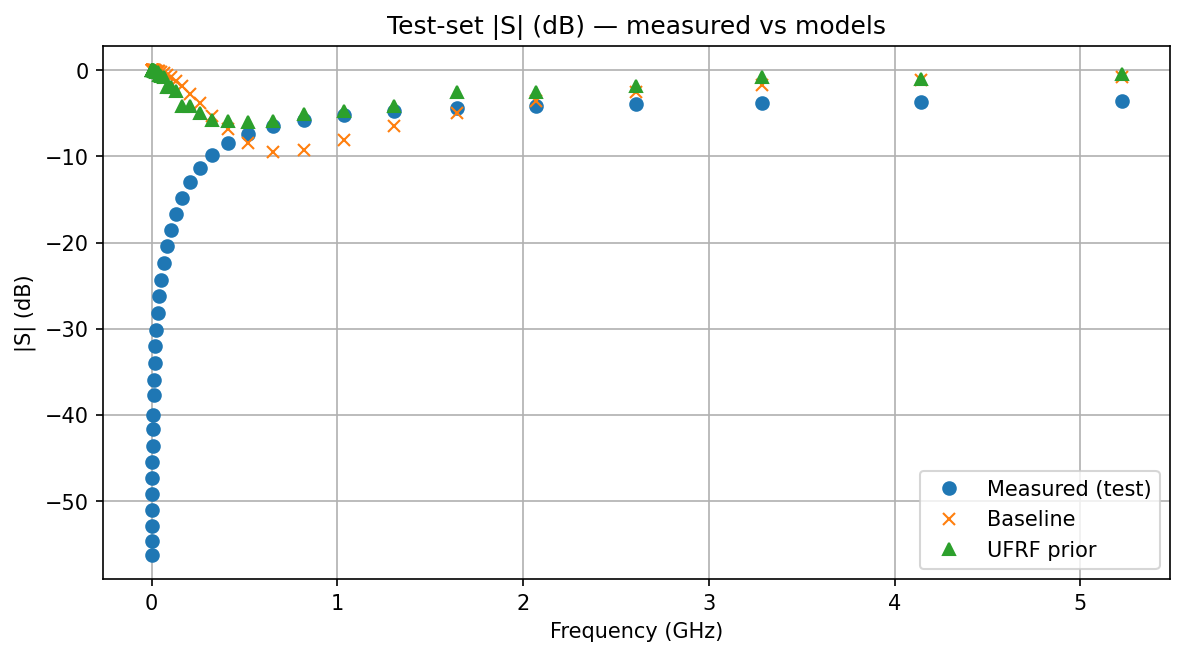 Test-set |S| (dB) — measured vs models
0
−10
−20
−30
−40
−50
|S| (dB)
0 1 2 3 4 5
Frequency (GHz)
Measured (test)
Baseline
UFRF prior